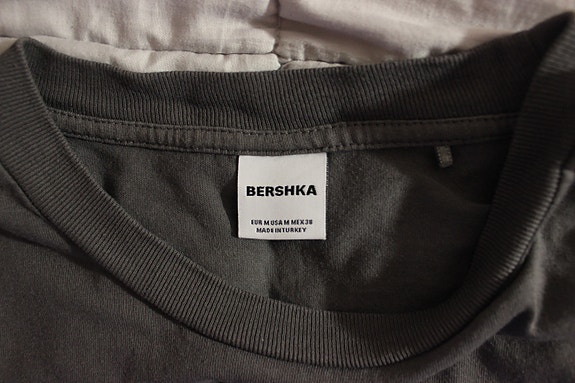 BERSHKA
EUR M USA M MEX 38
MADE IN TURKEY